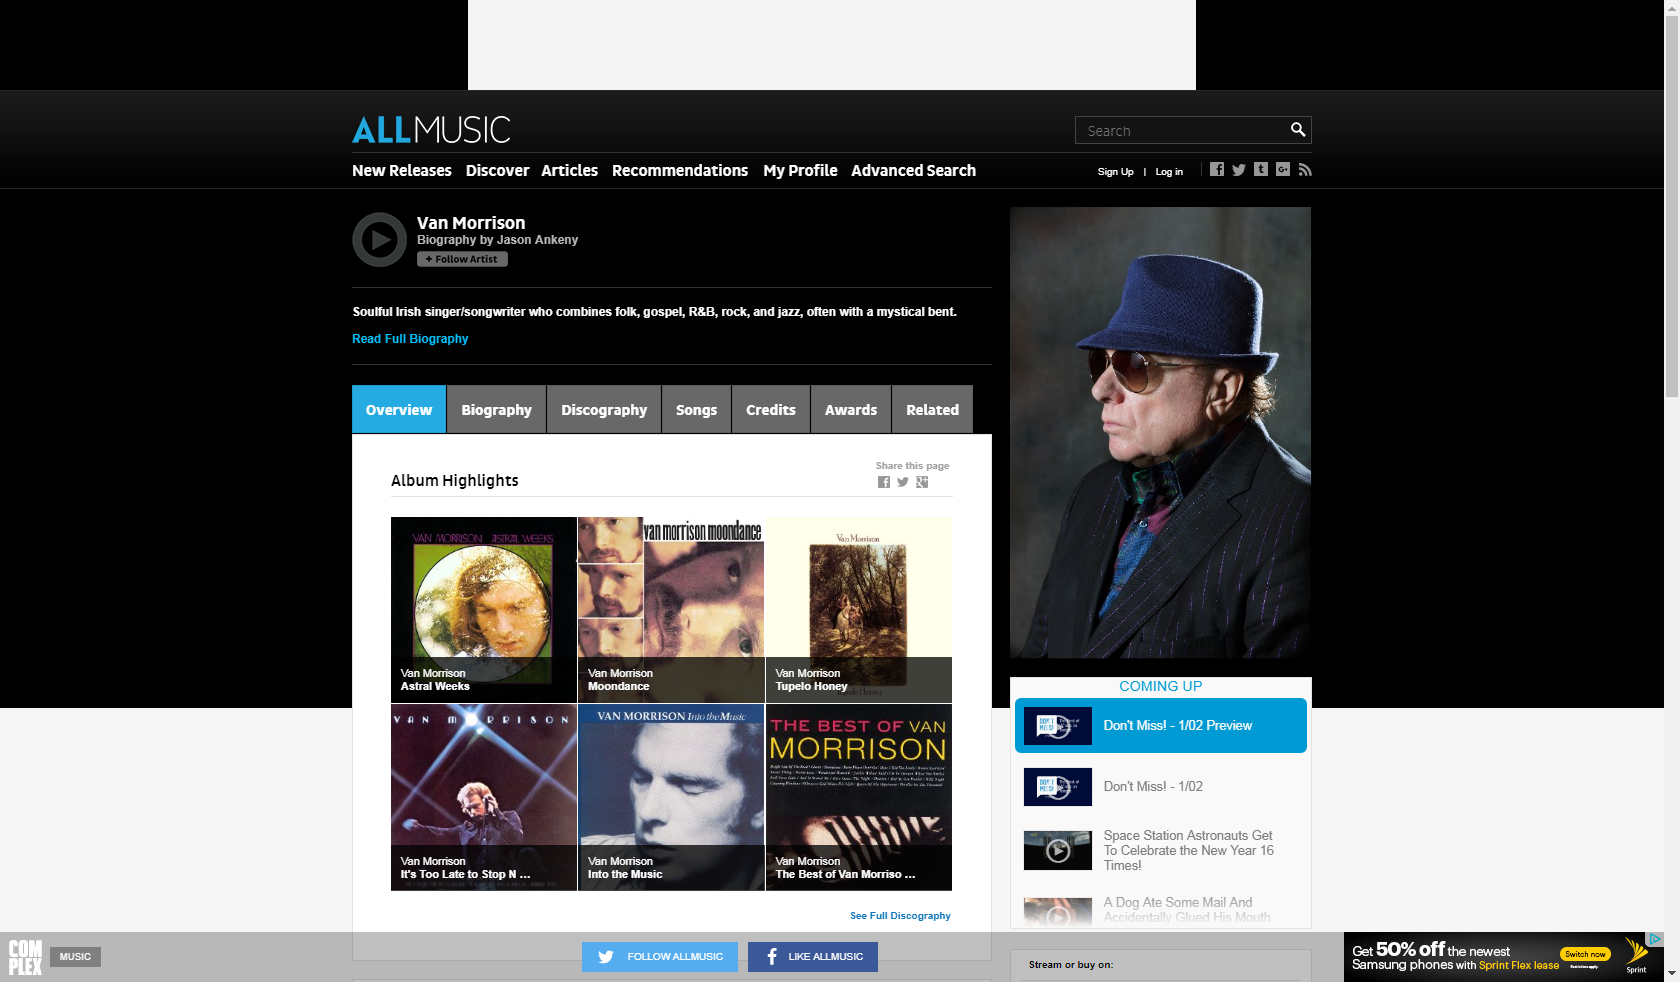 ALLMUSIC
Search
New Releases Discover Articles Recommendations My Profile Advanced Search
Sign Up | Log in
Van Morrison
Biography by Jason Ankeny
+ Follow Artist
Soulful Irish singer/songwriter who combines folk, gospel, R&B, rock, and jazz, often with a mystical bent.
Read Full Biography
Overview Biography Discography Songs Credits Awards Related
Share this page
Album Highlights
VAN MORRISON ASTRAL WEEKS
van morrison moondance
Van Morrison
Van Morrison
Astral Weeks
Van Morrison
Moondance
Tupelo Honey
Van Morrison
Tupelo Honey
VAN MORRISON
VAN MORRISON Into the Music
THE BEST OF VAN
MORRISON
Van Morrison
It's Too Late to Stop N ...
Van Morrison
Into the Music
Van Morrison
The Best of Van Morriso ...
See Full Discography
COMING UP
Don't Miss! - 1/02 Preview
Don't Miss! - 1/02
Space Station Astronauts Get
To Celebrate the New Year 16
Times!
A Dog Ate Some Mail And
Accidentally Glued His Mouth
Stream or buy on:
COM
PLEX
MUSIC
FOLLOW ALLMUSIC
LIKE ALLMUSIC
Get 50% off the newest
Samsung phones with Sprint Flex lease
Switch now
Restrictions apply
Sprint